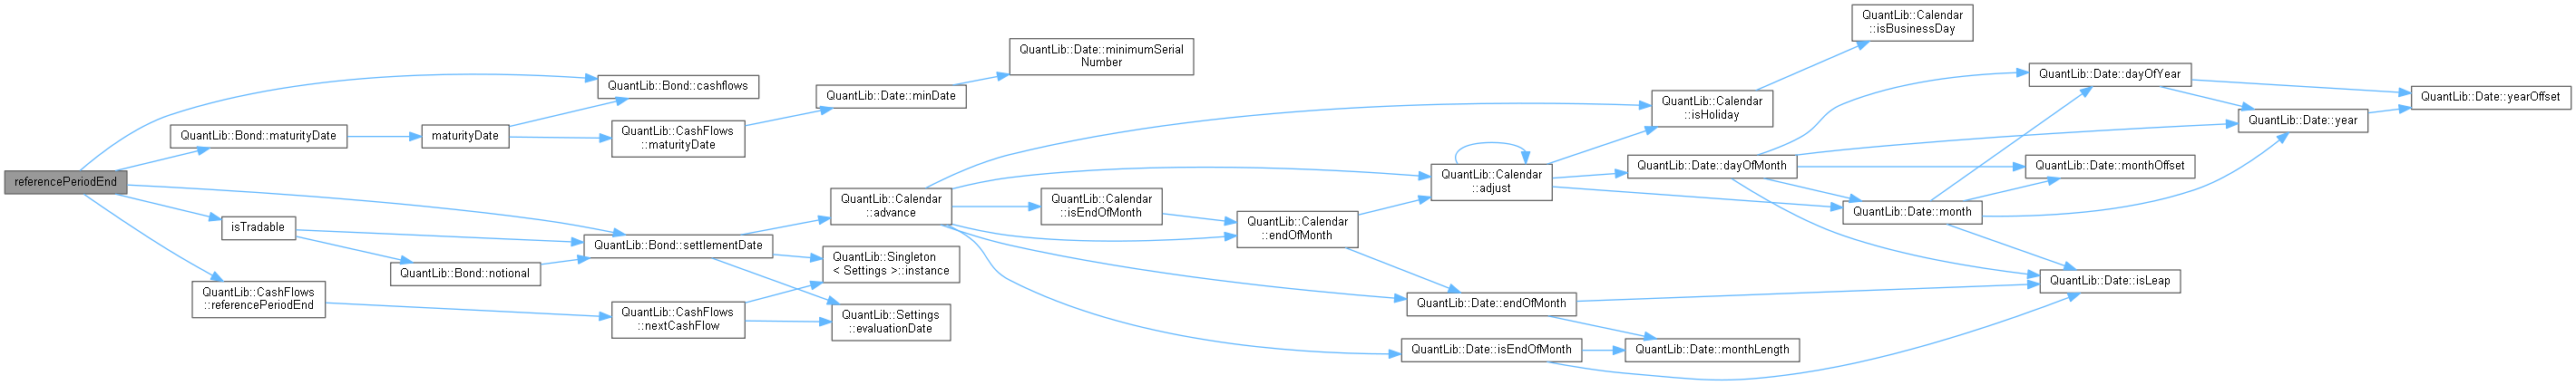 referencePeriodEnd
QuantLib::Bond::maturityDate
isTradable
QuantLib::CashFlows
::referencePeriodEnd
maturityDate
QuantLib::Bond::notional
QuantLib::Bond::cashflows
QuantLib::CashFlows
::maturityDate
QuantLib::Bond::settlementDate
QuantLib::CashFlows
::nextCashFlow
QuantLib::Date::minDate
QuantLib::Calendar
::advance
QuantLib::Singleton
< Settings >::instance
QuantLib::Settings
::evaluationDate
QuantLib::Date::minimumSerial
Number
QuantLib::Calendar
::isEndOfMonth
QuantLib::Calendar
::endOfMonth
QuantLib::Calendar
::adjust
QuantLib::Date::endOfMonth
QuantLib::Date::isEndOfMonth
QuantLib::Calendar
::isHoliday
QuantLib::Date::dayOfMonth
QuantLib::Date::monthLength
QuantLib::Calendar
::isBusinessDay
QuantLib::Date::month
QuantLib::Date::dayOfYear
QuantLib::Date::monthOffset
QuantLib::Date::isLeap
QuantLib::Date::year
QuantLib::Date::yearOffset